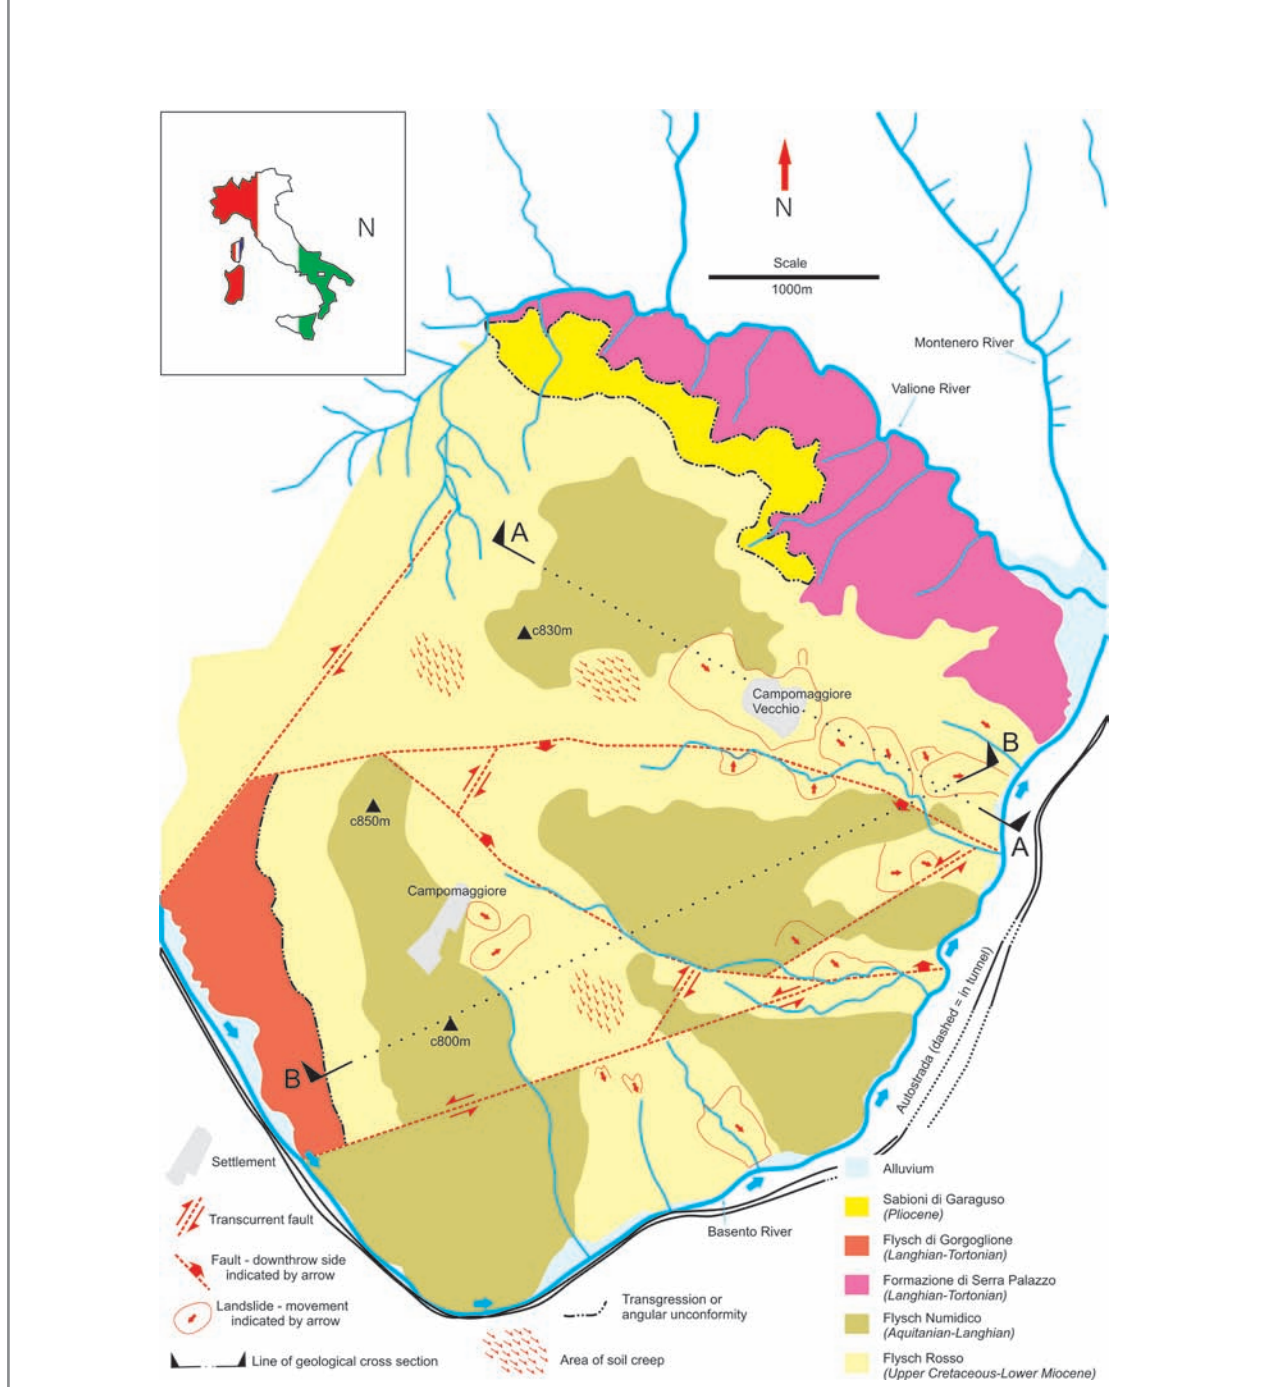 N
N
Scale
1000m
Montenero River
Valione River
A
c830m
Campomaggiore
Vecchio
B
c850m
A
Campomaggiore
c800m
B
Autostrada (dashed = in tunnel)
Basento River
Settlement
Transcurrent fault
Fault - downthrow side
indicated by arrow
Landslide - movement
indicated by arrow
Line of geological cross section
Transgression or
angular unconformity
Area of soil creep
Alluvium
Sabioni di Garaguso
(Pliocene)
Flysch di Gorgoglione
(Langhian-Tortonian)
Formazione di Serra Palazzo
(Langhian-Tortonian)
Flysch Numidico
(Aquitanian-Langhian)
Flysch Rosso
(Upper Cretaceous-Lower Miocene)